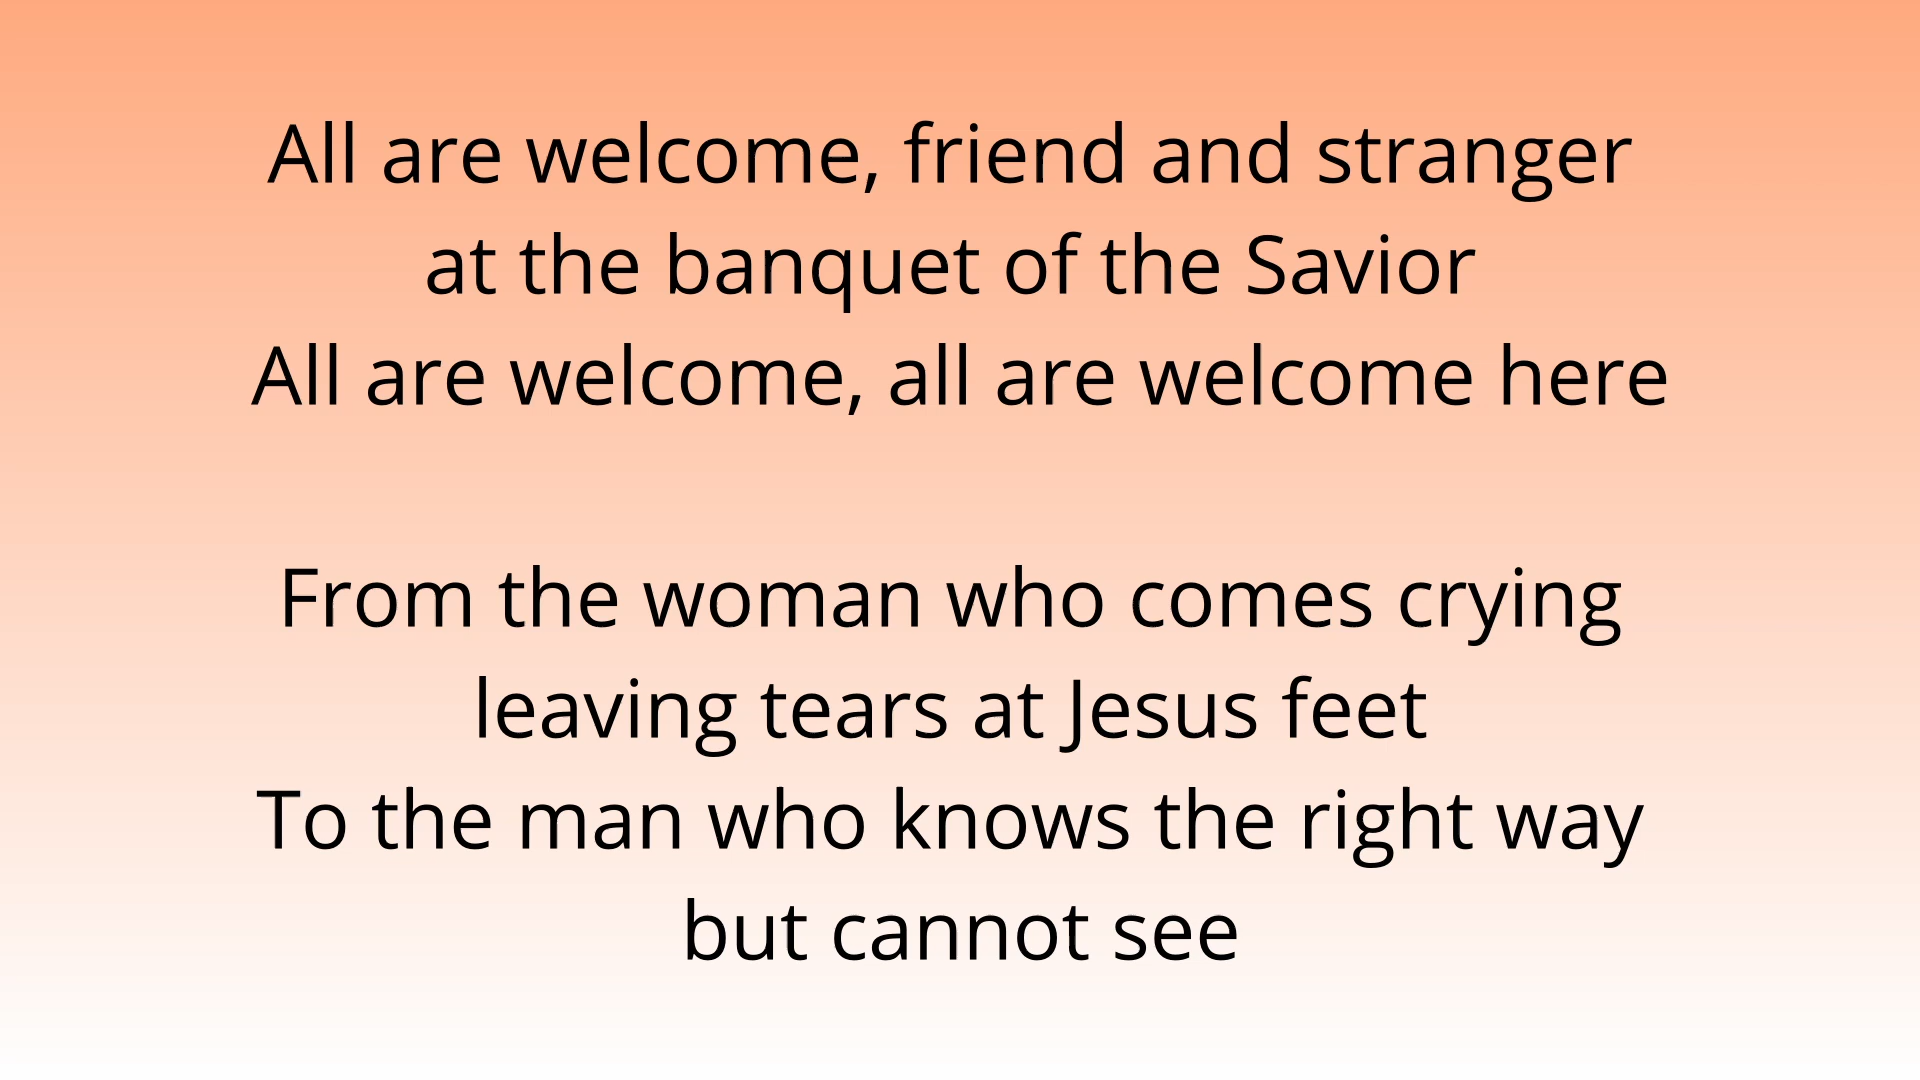 All are welcome, friend and stranger
at the banquet of the Savior
All are welcome, all are welcome here
From the woman who comes crying
leaving tears at Jesus feet
To the man who knows the right way
but cannot see